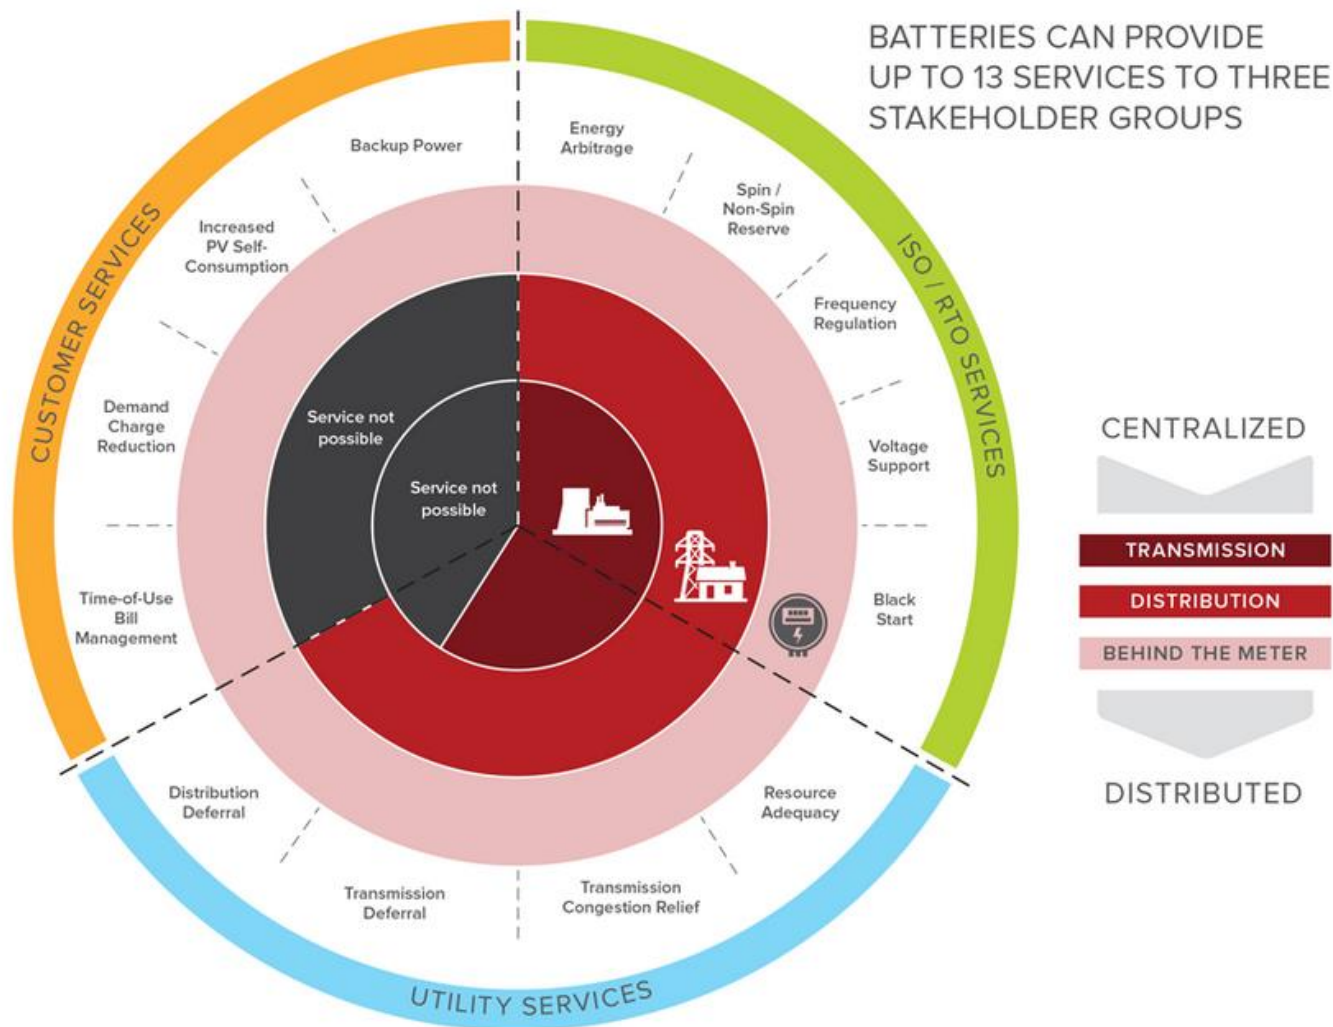 BATTERIES CAN PROVIDE
UP TO 13 SERVICES TO THREE
STAKEHOLDER GROUPS
CUSTOMER SERVICES
ISO / RTO SERVICES
UTILITY SERVICES
Backup Power
Increased
PV Self-
Consumption
Demand
Charge
Reduction
Time-of-Use
Bill
Management
Energy
Arbitrage
Spin /
Non-Spin
Reserve
Frequency
Regulation
Voltage
Support
Black
Start
Resource
Adequacy
Transmission
Congestion Relief
Transmission
Deferral
Distribution
Deferral
Service not
possible
Service not
possible
CENTRALIZED
TRANSMISSION
DISTRIBUTION
BEHIND THE METER
DISTRIBUTED